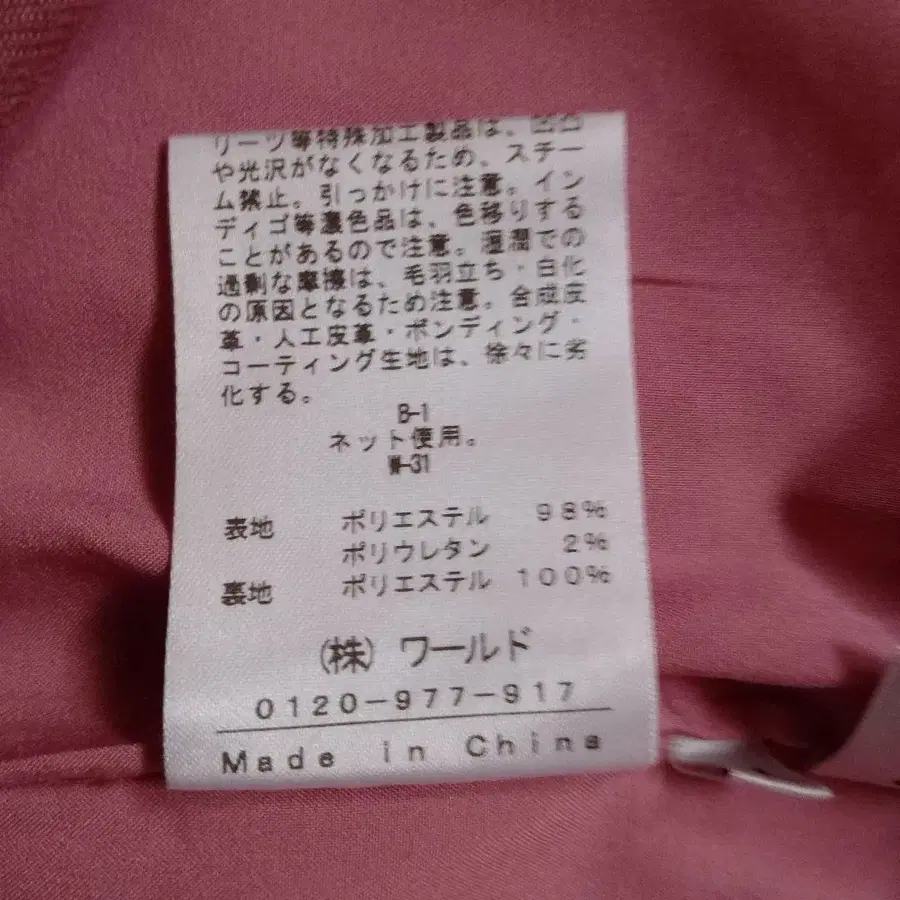 リーツ等特殊加工製品は、凹凸
や光沢がなくなるため、スチー
ム禁止。引っかけに注意。イン
ディゴ等濃色品は、色移りする
ことがあるので注意。湿潤での
過剰な摩擦は、毛羽立ち・白化
の原因となるため注意。合成皮
革・人工皮革・ボンディング・
コーティング生地は、徐々に劣
化する。
B-1
ネット使用。
W-31
表地 ポリエステル 98%
ポリウレタン 2%
裏地 ポリエステル 100%
(株) ワールド
0120-977-917
Made in China